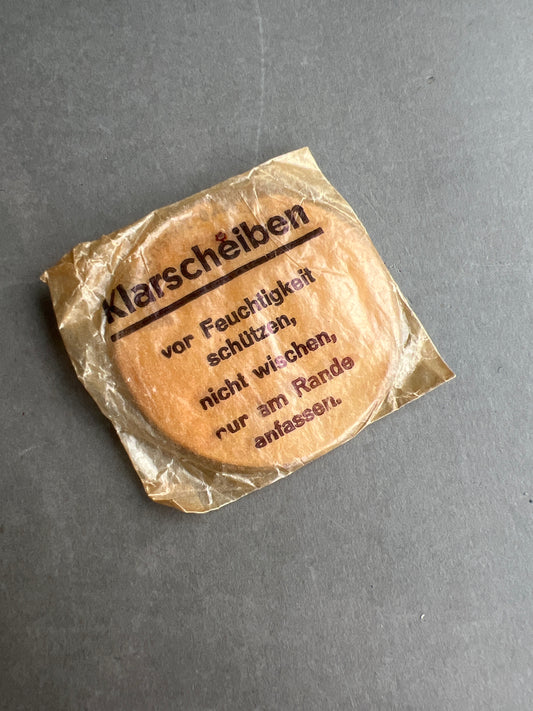 Klarscheiben
vor Feuchtigkeit
schützen,
nicht wischen,
nur am Rande
anfassen.